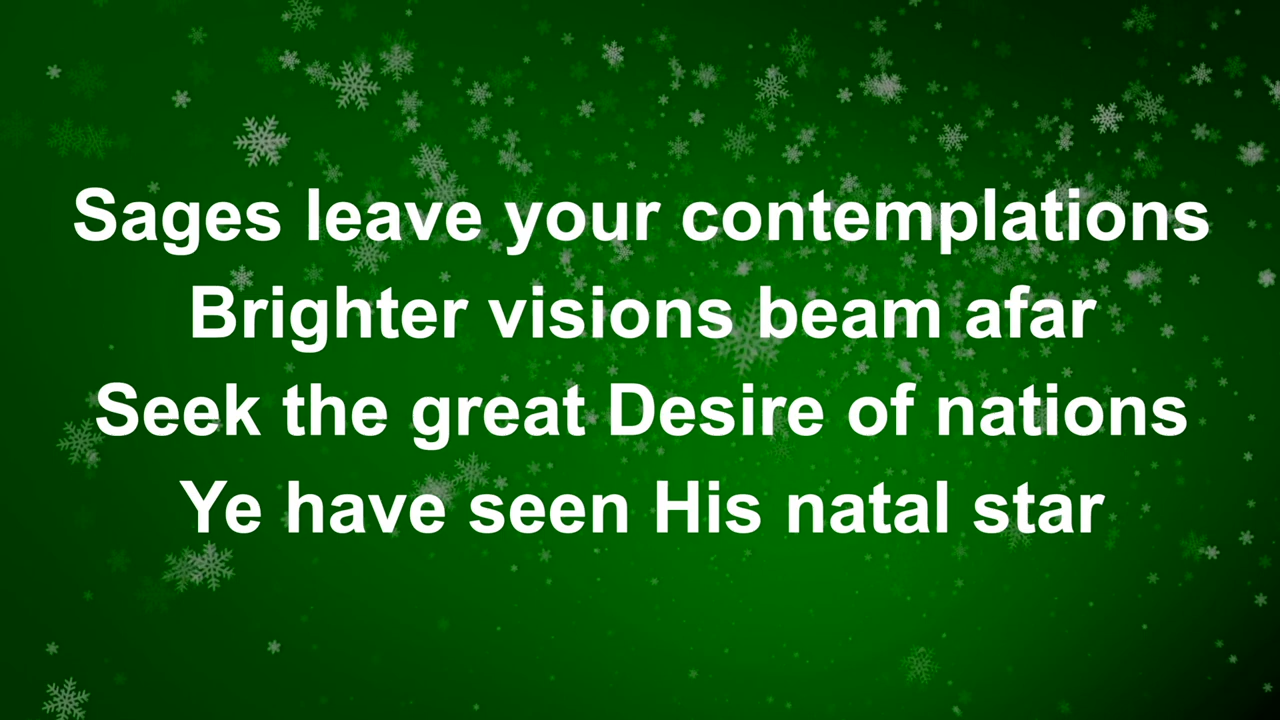 Sages leave your contemplations
Brighter visions beam afar
Seek the great Desire of nations
Ye have seen His natal star